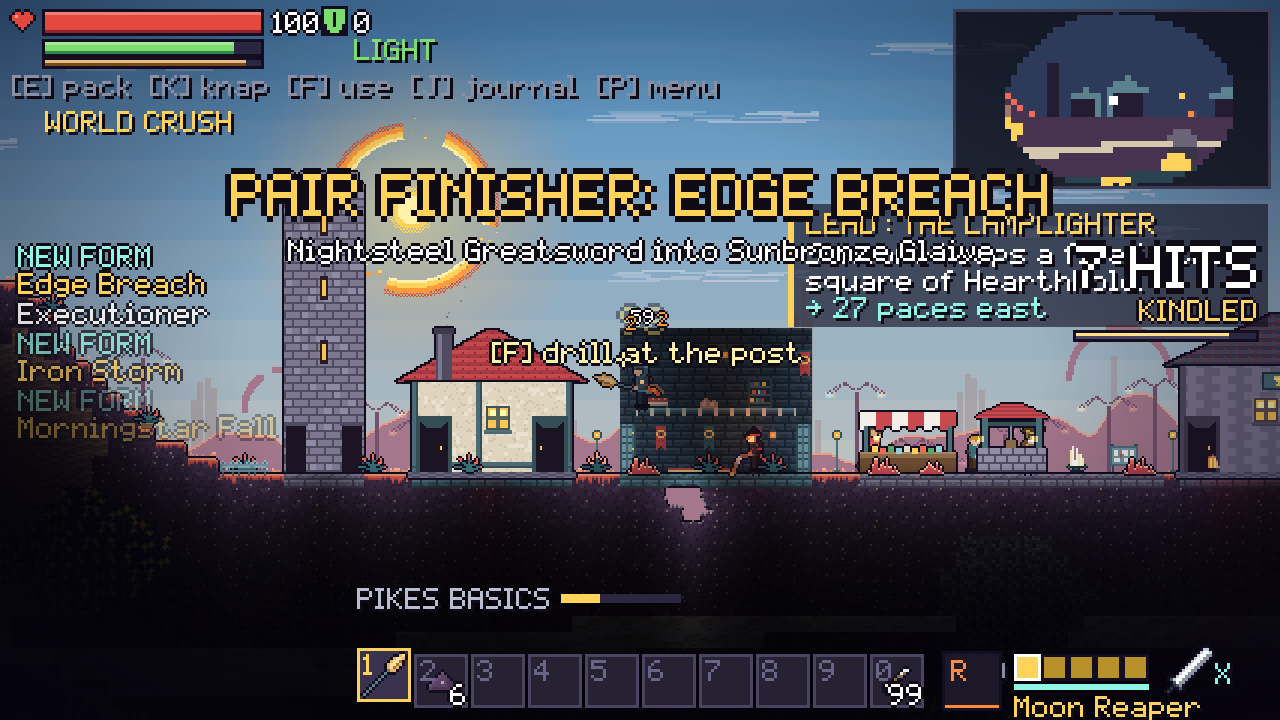 100 0
LIGHT
[E] pack [K] knap [F] use [J] journal [P] menu
WORLD CRUSH
PAIR FINISHER: EDGE BREACH
Nightsteel Greatsword into Sunbronze Glaive
LEAD : THE LAMPLIGHTER
square of Hearth
→ 27 paces east
7 HITS
KINDLED
NEW FORM
Edge Breach
Executioner
NEW FORM
Iron Storm
NEW FORM
Morningstar Fall
[F] drill at the post
PIKES BASICS
1 2 3 4 5 6 7 8 9 0 R X
6 99
Moon Reaper